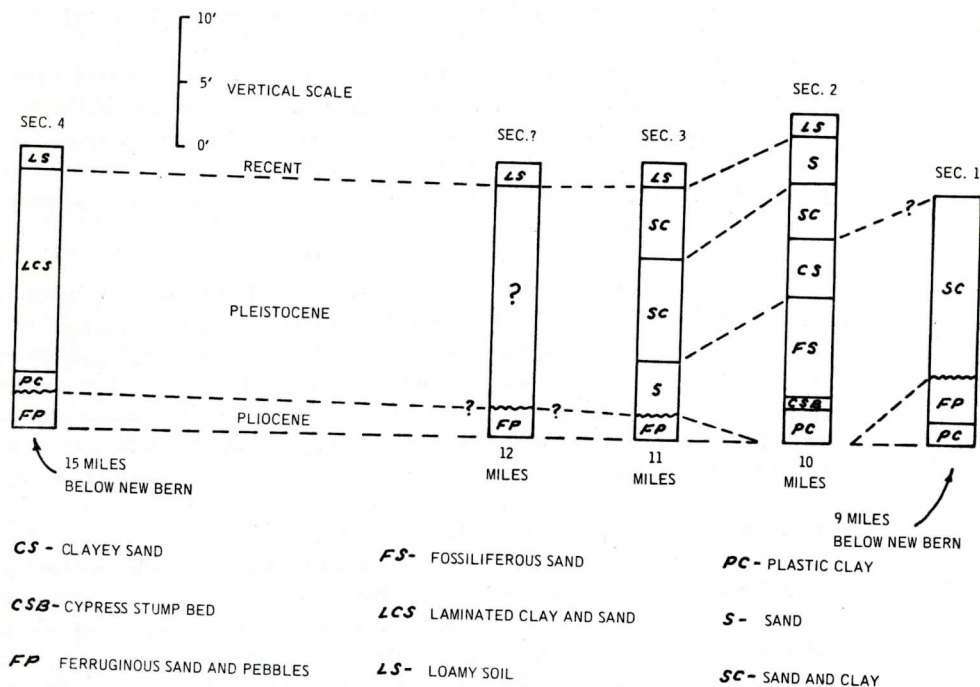 10'
5'
VERTICAL SCALE
0'
SEC. 4
SEC.?
SEC. 3
SEC. 2
SEC. 1
RECENT
PLEISTOCENE
PLIOCENE
LS
LCS
PC
FP
LS
?
FP
LS
SC
SC
S
FP
LS
S
SC
CS
FS
CSB
PC
SC
FP
PC
?
?
?
15 MILES
BELOW NEW BERN
12
MILES
11
MILES
10
MILES
9 MILES
BELOW NEW BERN
CS - CLAYEY SAND
CSB- CYPRESS STUMP BED
FP FERRUGINOUS SAND AND PEBBLES
FS- FOSSILIFEROUS SAND
LCS LAMINATED CLAY AND SAND
LS- LOAMY SOIL
PC- PLASTIC CLAY
S- SAND
SC- SAND AND CLAY